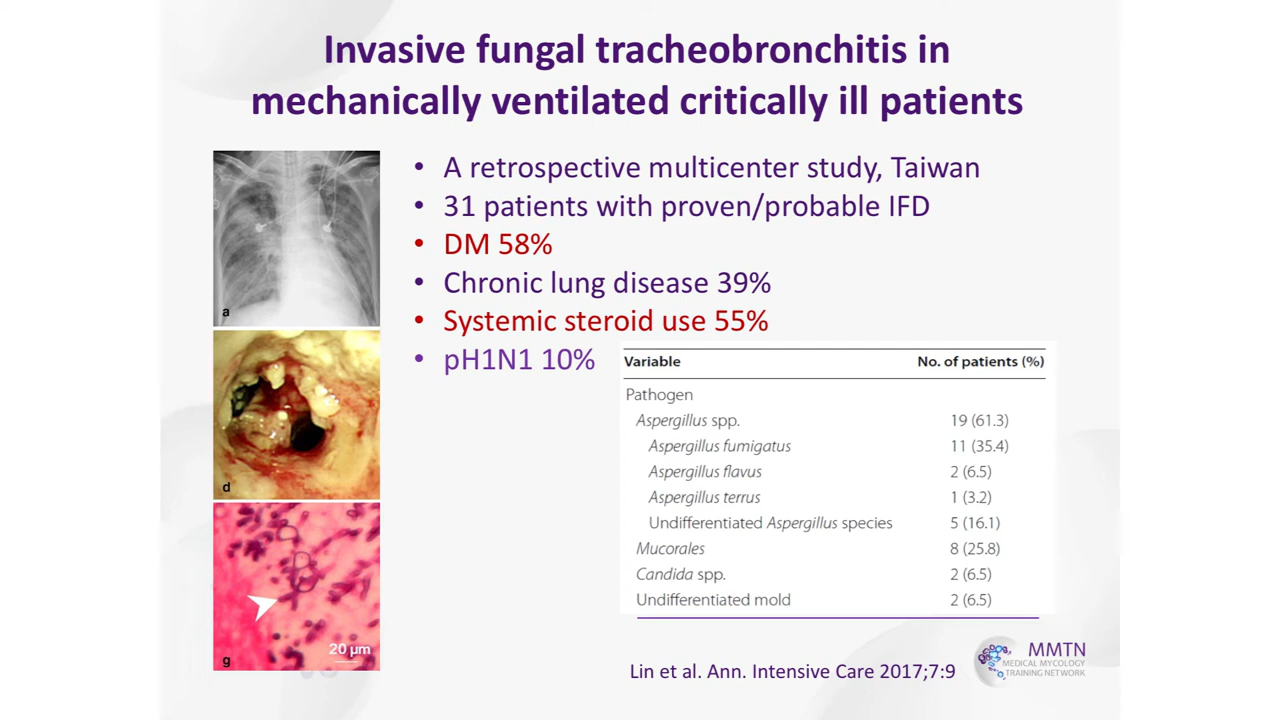 Invasive fungal tracheobronchitis in
mechanically ventilated critically ill patients
• A retrospective multicenter study, Taiwan
• 31 patients with proven/probable IFD
• DM 58%
• Chronic lung disease 39%
• Systemic steroid use 55%
• pH1N1 10%
a
d
g
20 µm
Variable No. of patients (%)
Pathogen
Aspergillus spp. 19 (61.3)
Aspergillus fumigatus 11 (35.4)
Aspergillus flavus 2 (6.5)
Aspergillus terrus 1 (3.2)
Undifferentiated Aspergillus species 5 (16.1)
Mucorales 8 (25.8)
Candida spp. 2 (6.5)
Undifferentiated mold 2 (6.5)
Lin et al. Ann. Intensive Care 2017;7:9
MMTN
MEDICAL MYCOLOGY
TRAINING NETWORK